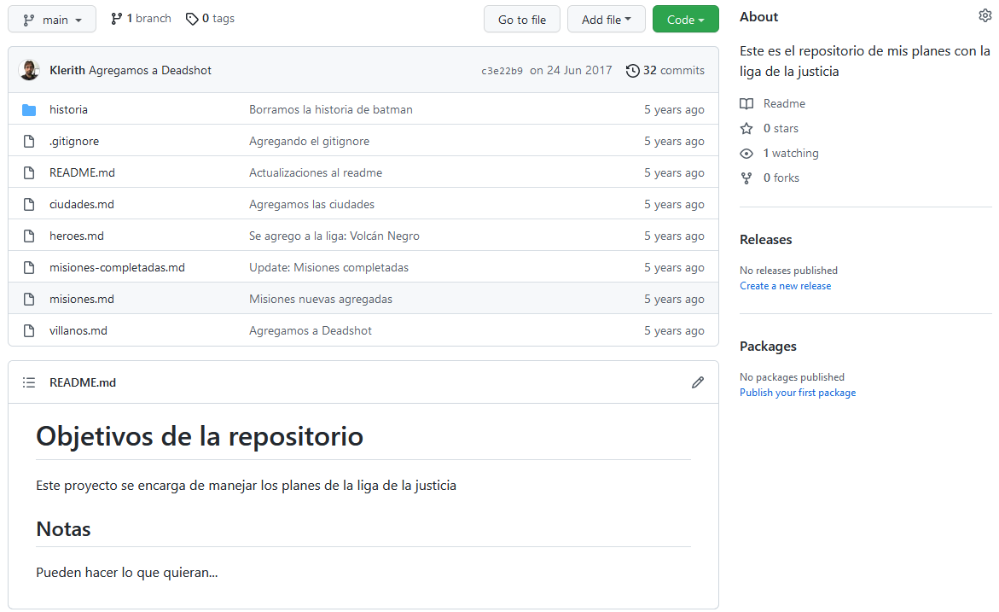 main
1 branch
0 tags
Go to file
Add file
Code
Klerith Agregamos a Deadshot
c3e22b9 on 24 Jun 2017
32 commits
historia Borramos la historia de batman 5 years ago
.gitignore Agregando el gitignore 5 years ago
README.md Actualizaciones al readme 5 years ago
ciudades.md Agregamos las ciudades 5 years ago
heroes.md Se agrego a la liga: Volcán Negro 5 years ago
misiones-completadas.md Update: Misiones completadas 5 years ago
misiones.md Misiones nuevas agregadas 5 years ago
villanos.md Agregamos a Deadshot 5 years ago
README.md
Objetivos de la repositorio
Este proyecto se encarga de manejar los planes de la liga de la justicia
Notas
Pueden hacer lo que quieran...
About
Este es el repositorio de mis planes con la
liga de la justicia
Readme
0 stars
1 watching
0 forks
Releases
No releases published
Create a new release
Packages
No packages published
Publish your first package